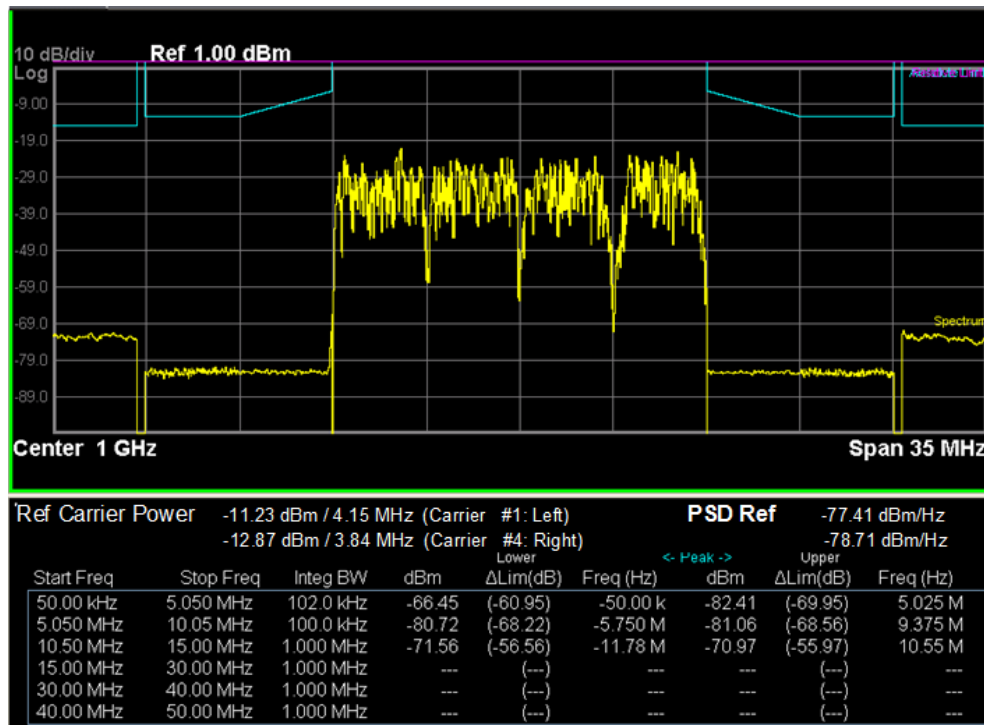 10 dB/div Ref 1.00 dBm
Log
Absolute Limit
-9.00
-19.0
-29.0
-39.0
-49.0
-59.0
-69.0
Spectrum
-79.0
-89.0
Center 1 GHz Span 35 MHz
Ref Carrier Power -11.23 dBm / 4.15 MHz (Carrier #1: Left) PSD Ref -77.41 dBm/Hz
-12.87 dBm / 3.84 MHz (Carrier #4: Right) -78.71 dBm/Hz
Lower <- Peak -> Upper
Start Freq Stop Freq Integ BW dBm ΔLim(dB) Freq (Hz) dBm ΔLim(dB) Freq (Hz)
50.00 kHz 5.050 MHz 102.0 kHz -66.45 (-60.95) -50.00 k -82.41 (-69.95) 5.025 M
5.050 MHz 10.05 MHz 100.0 kHz -80.72 (-68.22) -5.750 M -81.06 (-68.56) 9.375 M
10.50 MHz 15.00 MHz 1.000 MHz -71.56 (-56.56) -11.78 M -70.97 (-55.97) 10.55 M
15.00 MHz 30.00 MHz 1.000 MHz --- (---) --- --- (---) ---
30.00 MHz 40.00 MHz 1.000 MHz --- (---) --- --- (---) ---
40.00 MHz 50.00 MHz 1.000 MHz --- (---) --- --- (---) ---